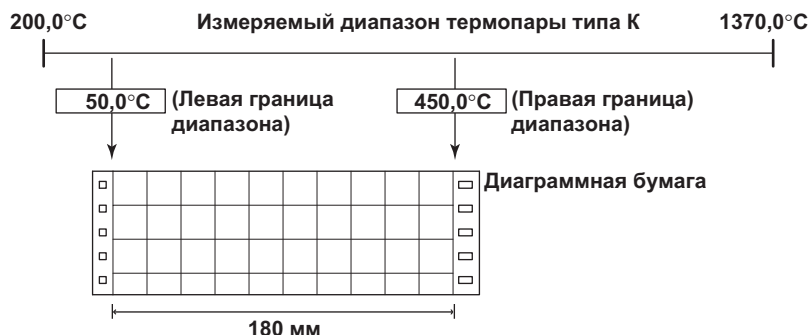 200,0°C Измеряемый диапазон термопары типа К 1370,0°C
50,0°C (Левая граница диапазона)
450,0°C (Правая граница) диапазона)
Диаграммная бумага
180 мм